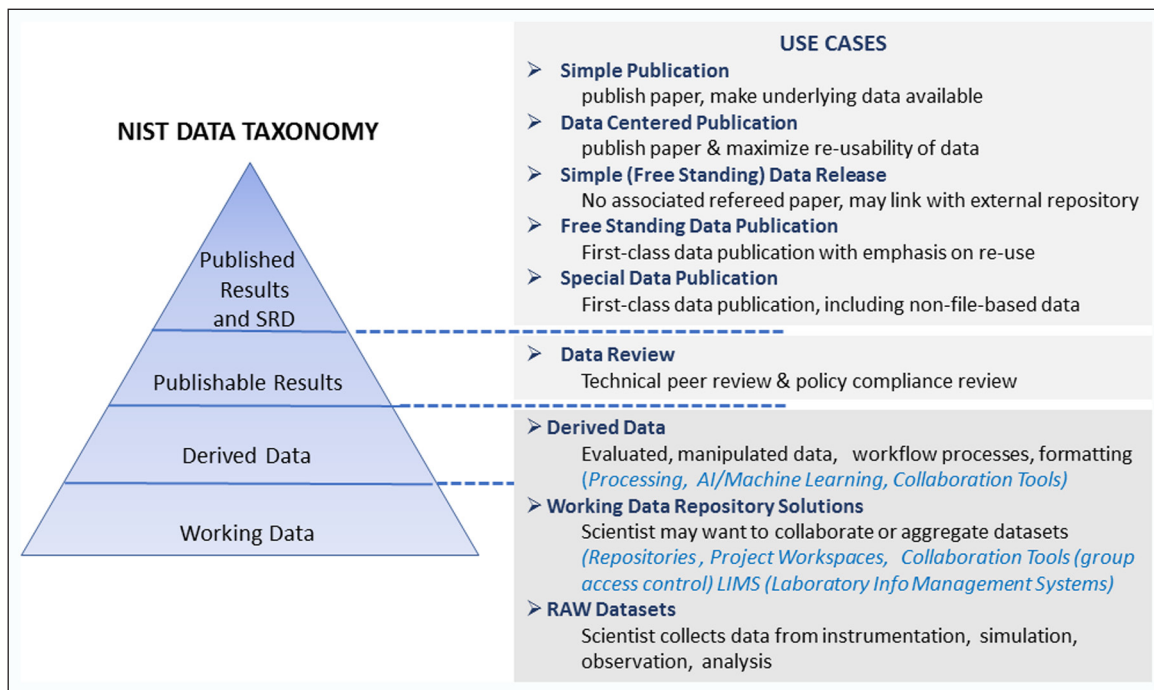 NIST DATA TAXONOMY
Published
Results
and SRD
Publishable Results
Derived Data
Working Data
USE CASES
➢ Simple Publication
publish paper, make underlying data available
➢ Data Centered Publication
publish paper & maximize re-usability of data
➢ Simple (Free Standing) Data Release
No associated refereed paper, may link with external repository
➢ Free Standing Data Publication
First-class data publication with emphasis on re-use
➢ Special Data Publication
First-class data publication, including non-file-based data
➢ Data Review
Technical peer review & policy compliance review
➢ Derived Data
Evaluated, manipulated data, workflow processes, formatting
(Processing, AI/Machine Learning, Collaboration Tools)
➢ Working Data Repository Solutions
Scientist may want to collaborate or aggregate datasets
(Repositories , Project Workspaces, Collaboration Tools (group
access control) LIMS (Laboratory Info Management Systems)
➢ RAW Datasets
Scientist collects data from instrumentation, simulation,
observation, analysis